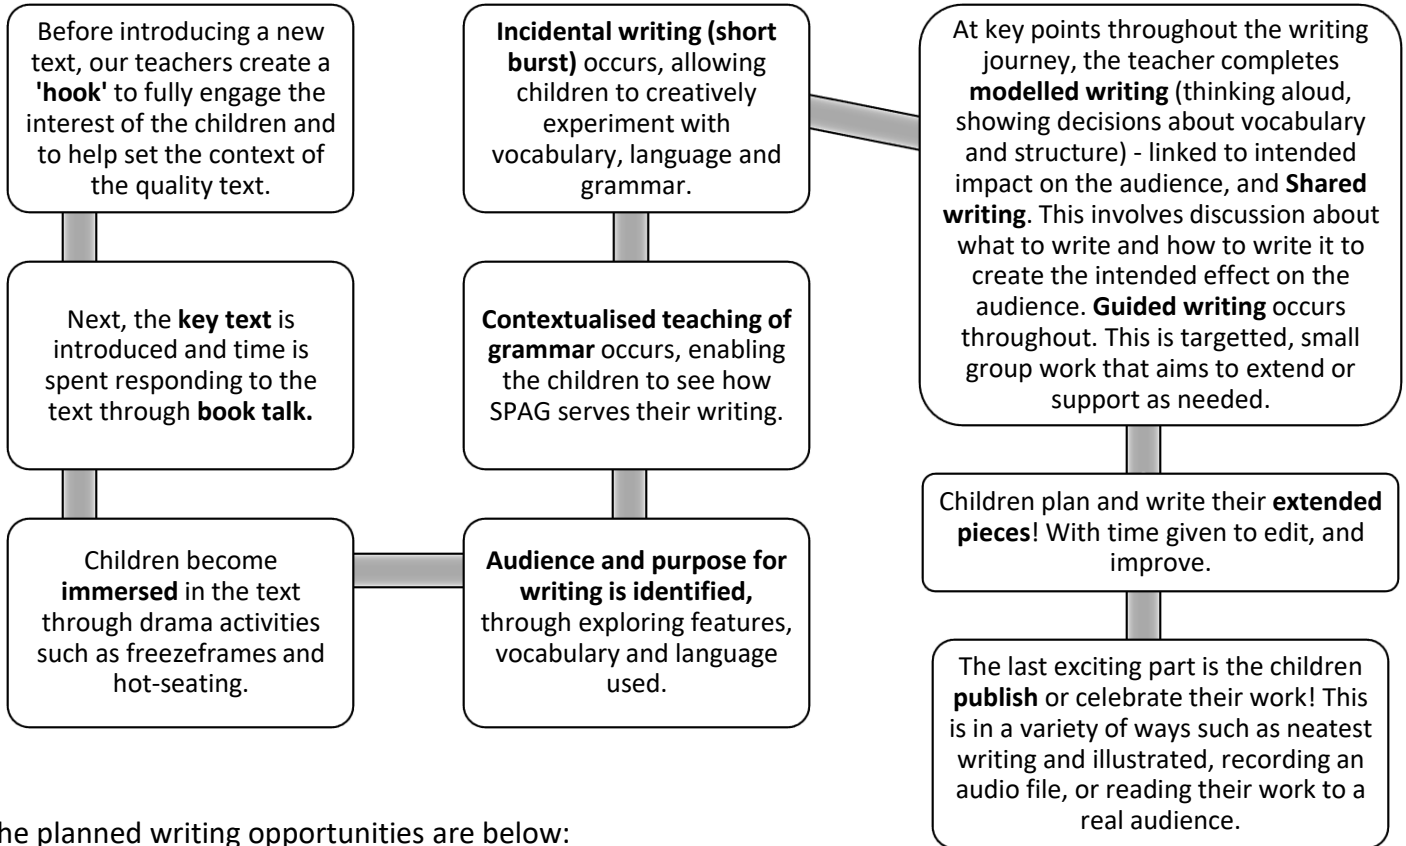 Before introducing a new
text, our teachers create a
'hook' to fully engage the
interest of the children and
to help set the context of
the quality text.
Next, the key text is
introduced and time is
spent responding to the
text through book talk.
Children become
immersed in the text
through drama activities
such as freezeframes and
hot-seating.
Audience and purpose for
writing is identified,
through exploring features,
vocabulary and language
used.
Contextualised teaching of
grammar occurs, enabling
the children to see how
SPAG serves their writing.
Incidental writing (short
burst) occurs, allowing
children to creatively
experiment with
vocabulary, language and
grammar.
At key points throughout the writing
journey, the teacher completes
modelled writing (thinking aloud,
showing decisions about vocabulary
and structure) - linked to intended
impact on the audience, and Shared
writing. This involves discussion about
what to write and how to write it to
create the intended effect on the
audience. Guided writing occurs
throughout. This is targetted, small
group work that aims to extend or
support as needed.
Children plan and write their extended
pieces! With time given to edit, and
improve.
The last exciting part is the children
publish or celebrate their work! This
is in a variety of ways such as neatest
writing and illustrated, recording an
audio file, or reading their work to a
real audience.
he planned writing opportunities are below: